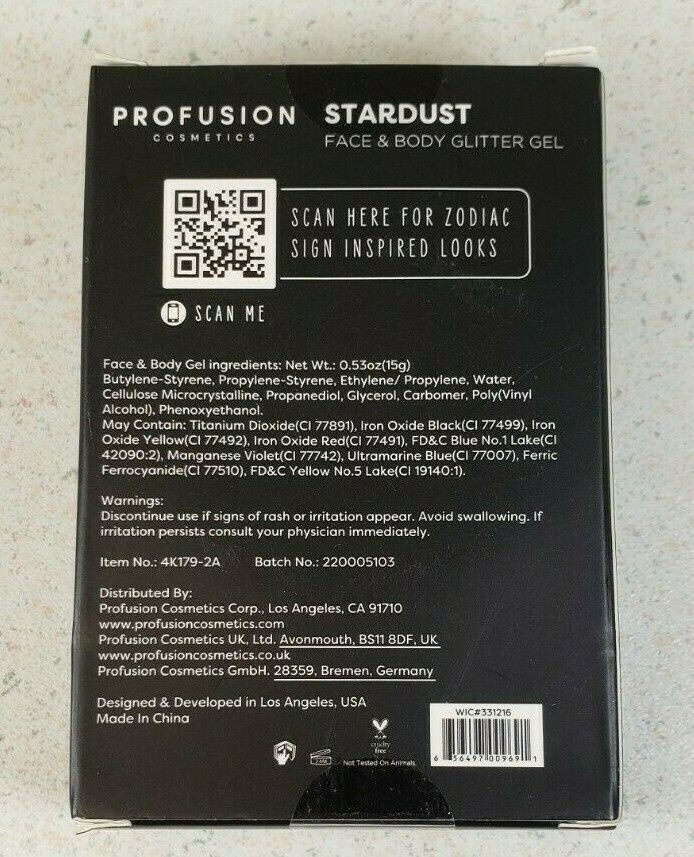 PROFUSION
COSMETICS
STARDUST
FACE & BODY GLITTER GEL
SCAN HERE FOR ZODIAC
SIGN INSPIRED LOOKS
SCAN ME
Face & Body Gel ingredients: Net Wt.: 0.53oz(15g)
Butylene-Styrene, Propylene-Styrene, Ethylene/ Propylene, Water,
Cellulose Microcrystalline, Propanediol, Glycerol, Carbomer, Poly(Vinyl
Alcohol), Phenoxyethanol.
May Contain: Titanium Dioxide(CI 77891), Iron Oxide Black(CI 77499), Iron
Oxide Yellow(CI 77492), Iron Oxide Red(CI 77491), FD&C Blue No.1 Lake(CI
42090:2), Manganese Violet(CI 77742), Ultramarine Blue(CI 77007), Ferric
Ferrocyanide(CI 77510), FD&C Yellow No.5 Lake(CI 19140:1).
Warnings:
Discontinue use if signs of rash or irritation appear. Avoid swallowing. If
irritation persists consult your physician immediately.
Item No.: 4K179-2A Batch No.: 220005103
Distributed By:
Profusion Cosmetics Corp., Los Angeles, CA 91710
www.profusioncosmetics.com
Profusion Cosmetics UK, Ltd. Avonmouth, BS11 8DF, UK
www.profusioncosmetics.co.uk
Profusion Cosmetics GmbH. 28359, Bremen, Germany
Designed & Developed in Los Angeles, USA
Made In China
WIC#331216
6 56497 00969 1
cruelty
free
Not Tested On Animals